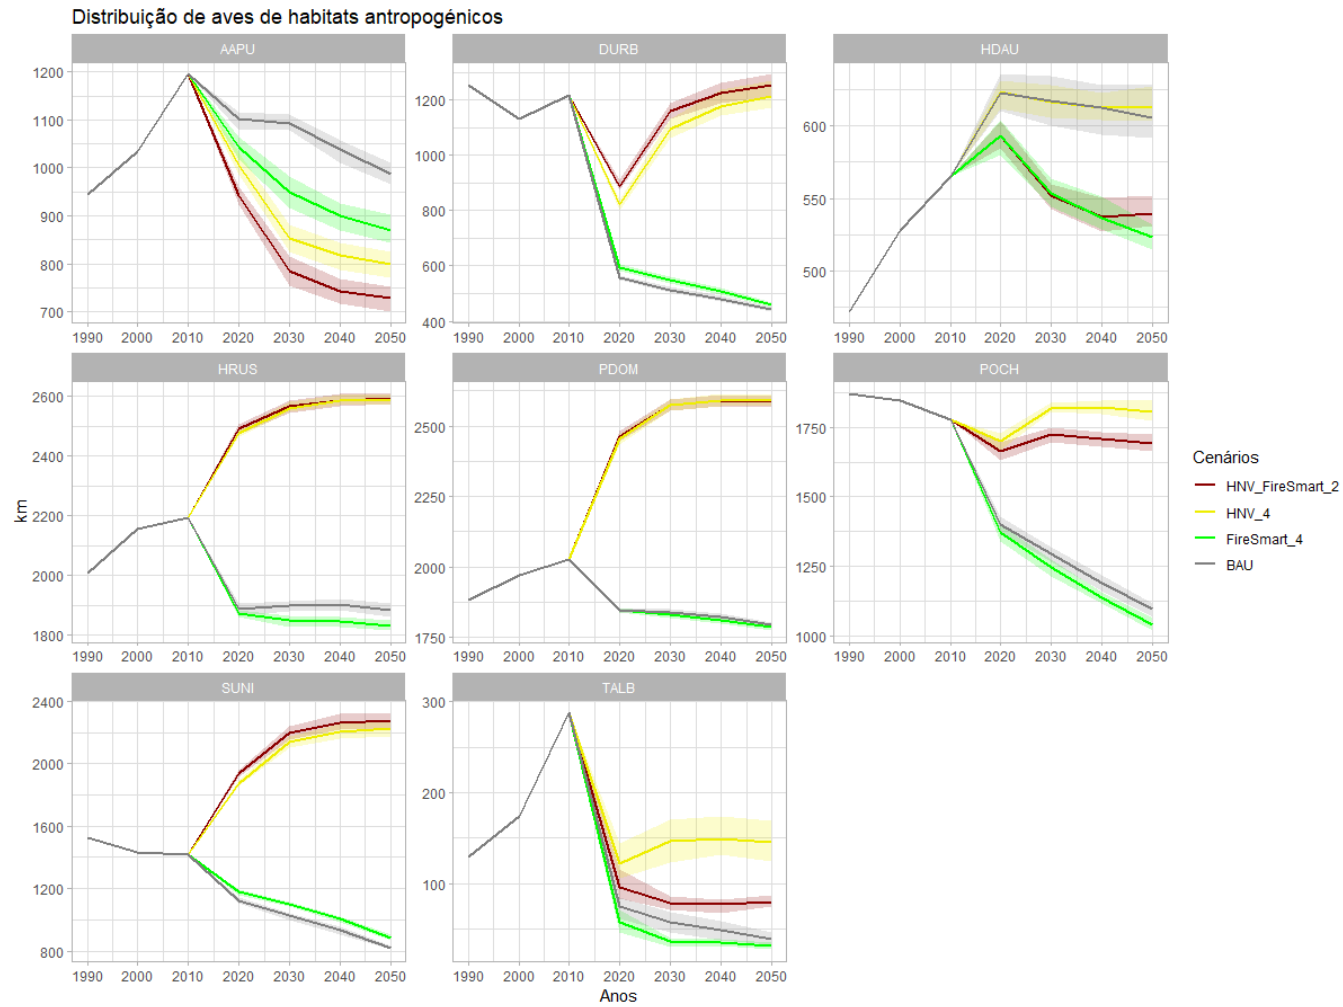 Distribuição de aves de habitats antropogénicos
AAPU
DURB
HDAU
1200
1100
1000
900
800
700
1200
1000
800
600
400
600
550
500
1990 2000 2010 2020 2030 2040 2050
1990 2000 2010 2020 2030 2040 2050
1990 2000 2010 2020 2030 2040 2050
HRUS
PDOM
POCH
2600
2400
2200
2000
1800
2500
2250
2000
1750
1750
1500
1250
1000
1990 2000 2010 2020 2030 2040 2050
1990 2000 2010 2020 2030 2040 2050
1990 2000 2010 2020 2030 2040 2050
km
Cenários
HNV_FireSmart_2
HNV_4
FireSmart_4
BAU
SUNI
TALB
2400
2000
1600
1200
800
300
200
100
1990 2000 2010 2020 2030 2040 2050
1990 2000 2010 2020 2030 2040 2050
Anos